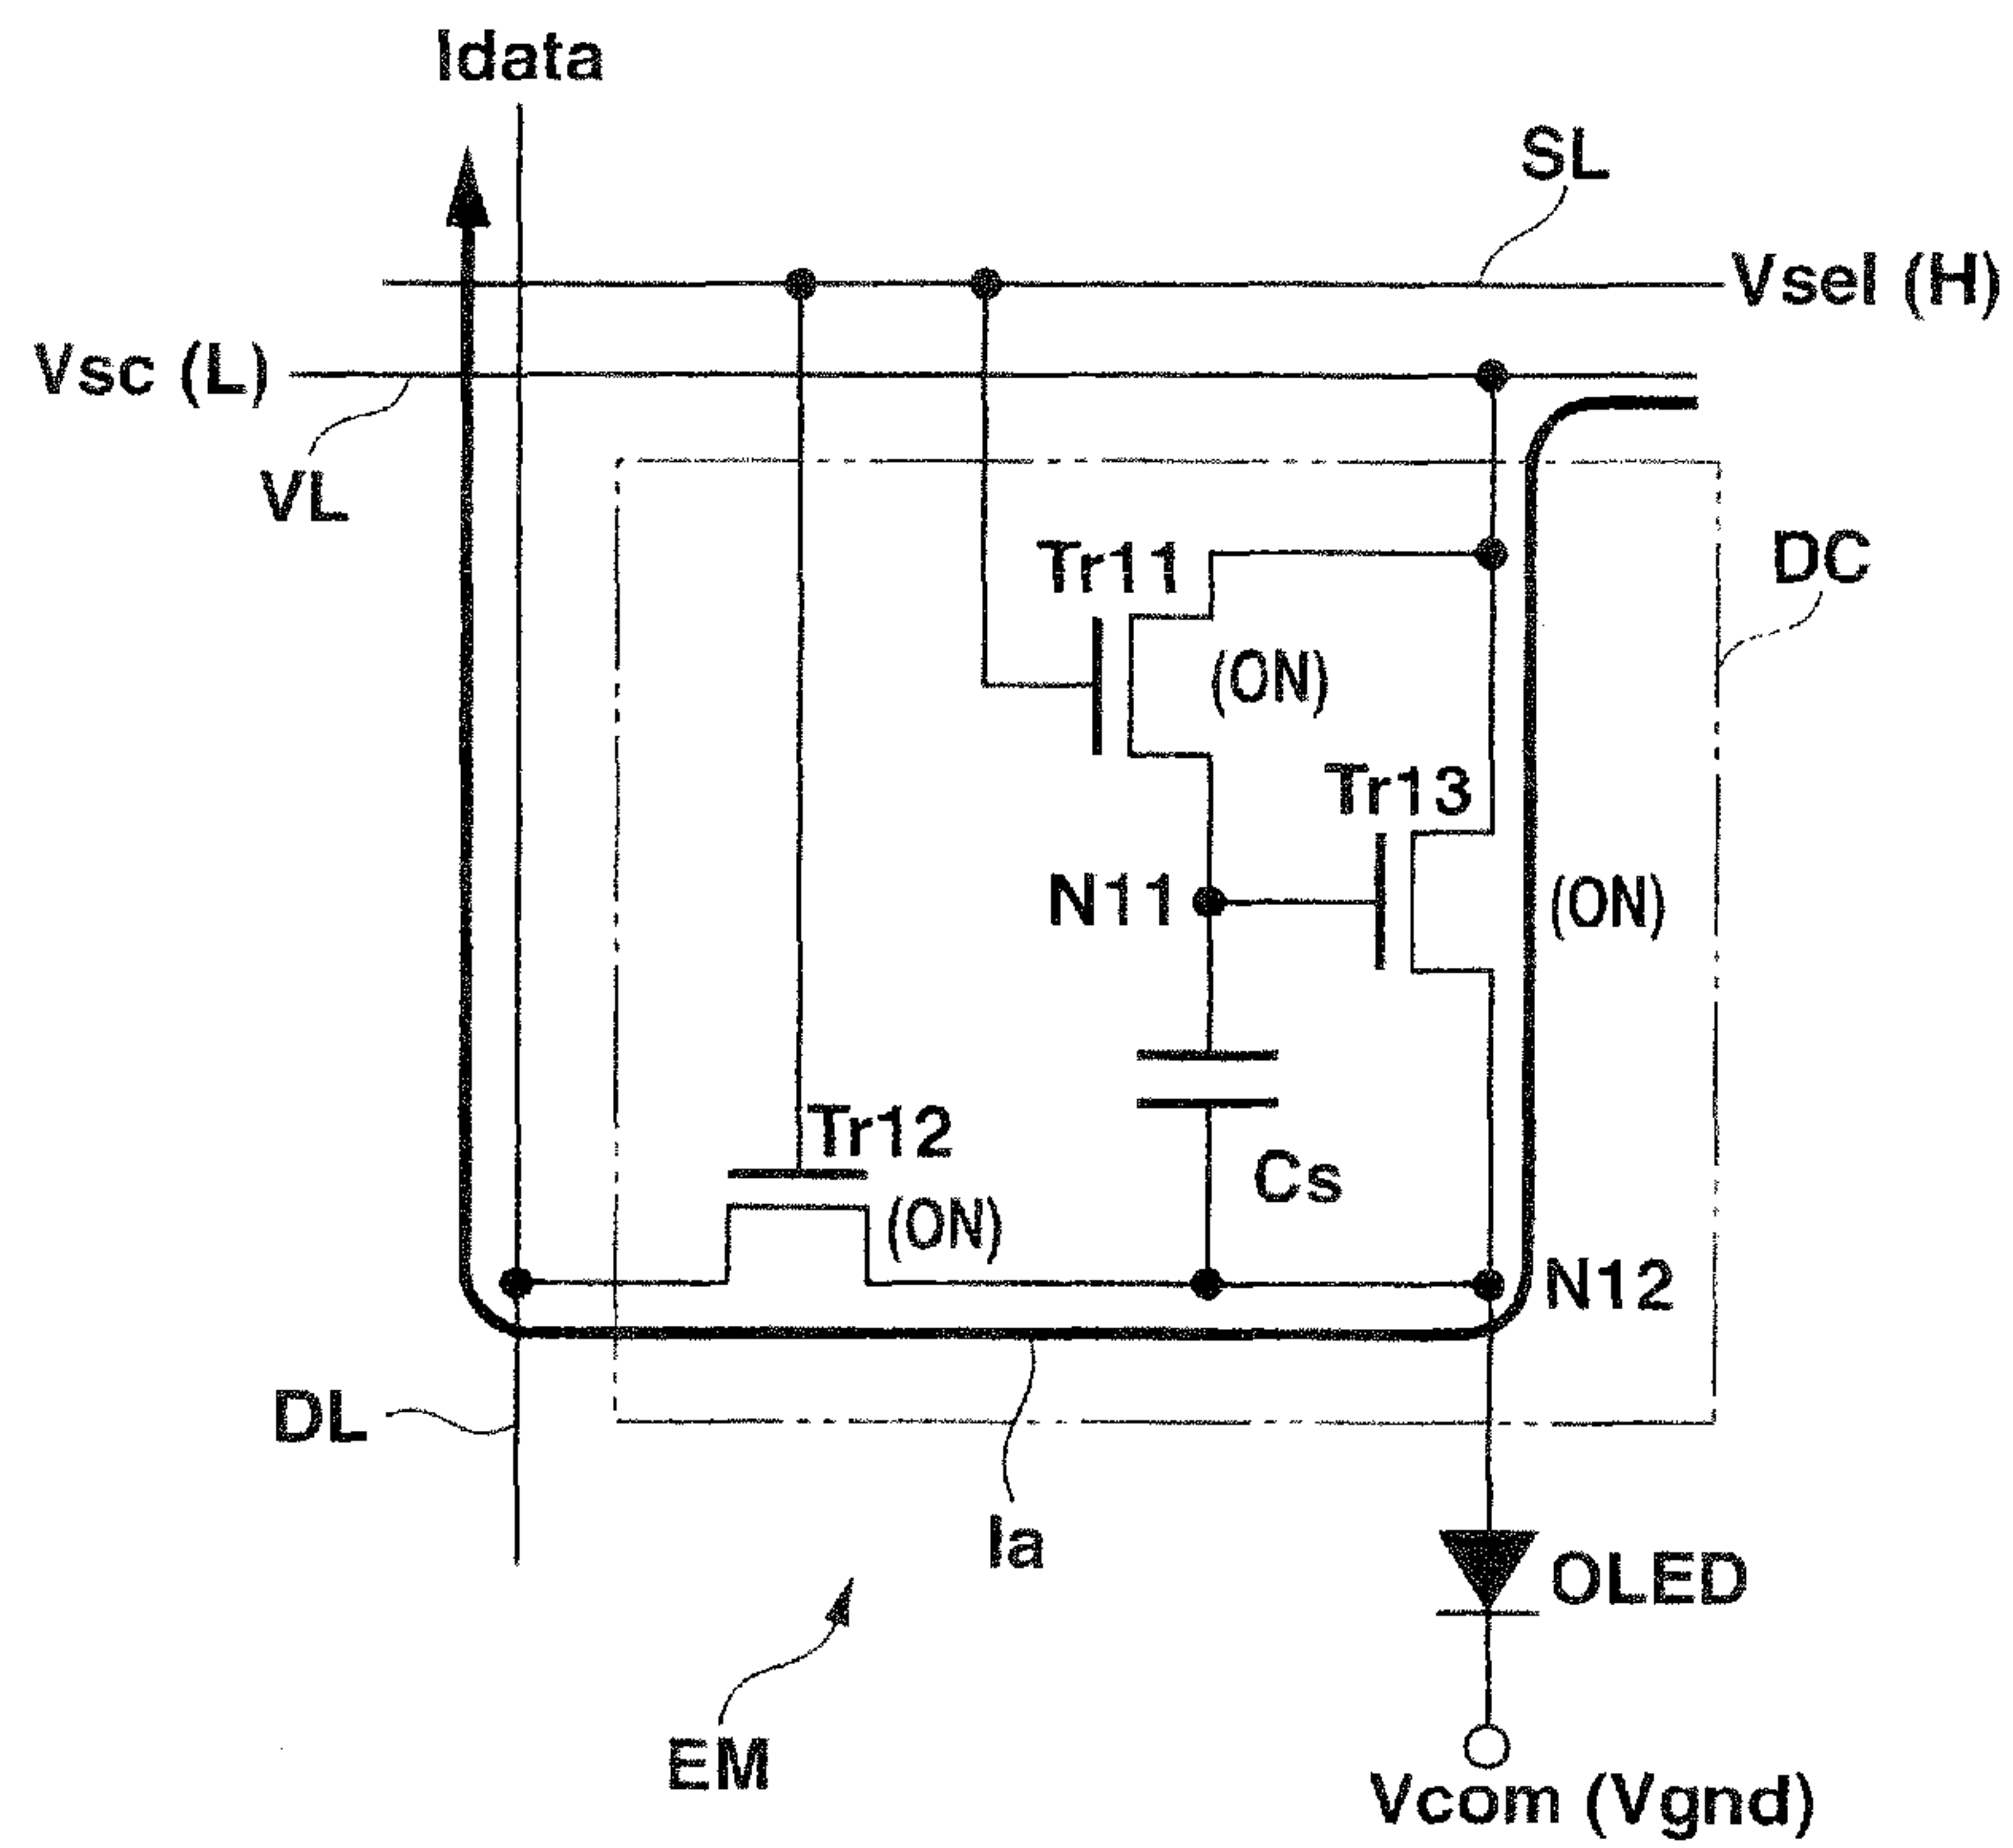 Idata
SL
Vsel (H)
Vsc (L)
VL
DC
Tr11
(ON)
Tr13
N11
(ON)
Tr12
Cs
(ON)
N12
DL
Ia
OLED
EM
Vcom (Vgnd)